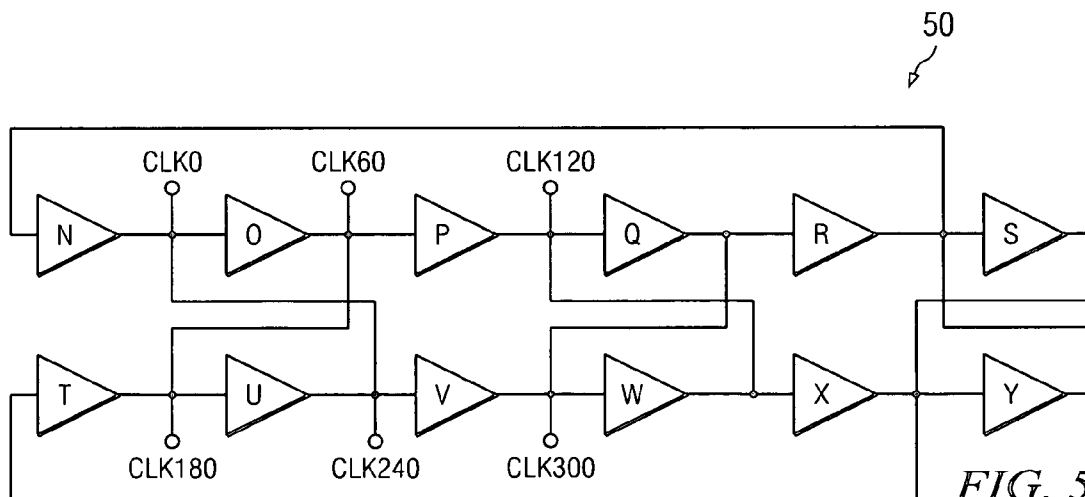 50
CLK0 CLK60 CLK120
N O P Q R S
T U V W X Y
CLK180 CLK240 CLK300
FIG. 5